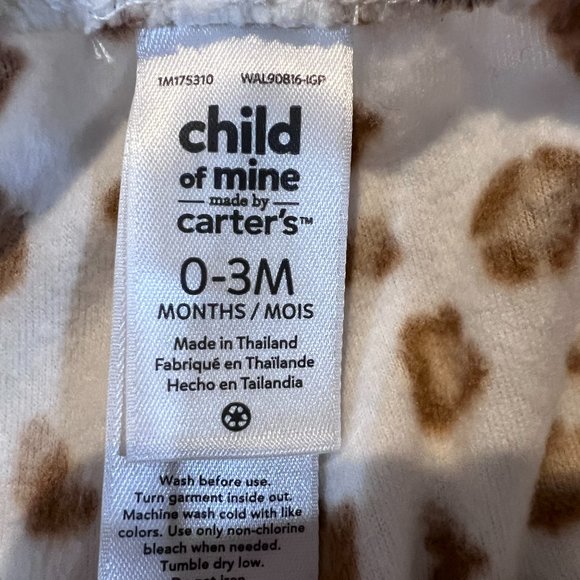 1M175310 WAL90816-IGP
child
of mine
made by
carter's™
0-3M
MONTHS / MOIS
Made in Thailand
Fabriqué en Thaïlande
Hecho en Tailandia
Wash before use.
Turn garment inside out.
Machine wash cold with like
colors. Use only non-chlorine
bleach when needed.
Tumble dry low.